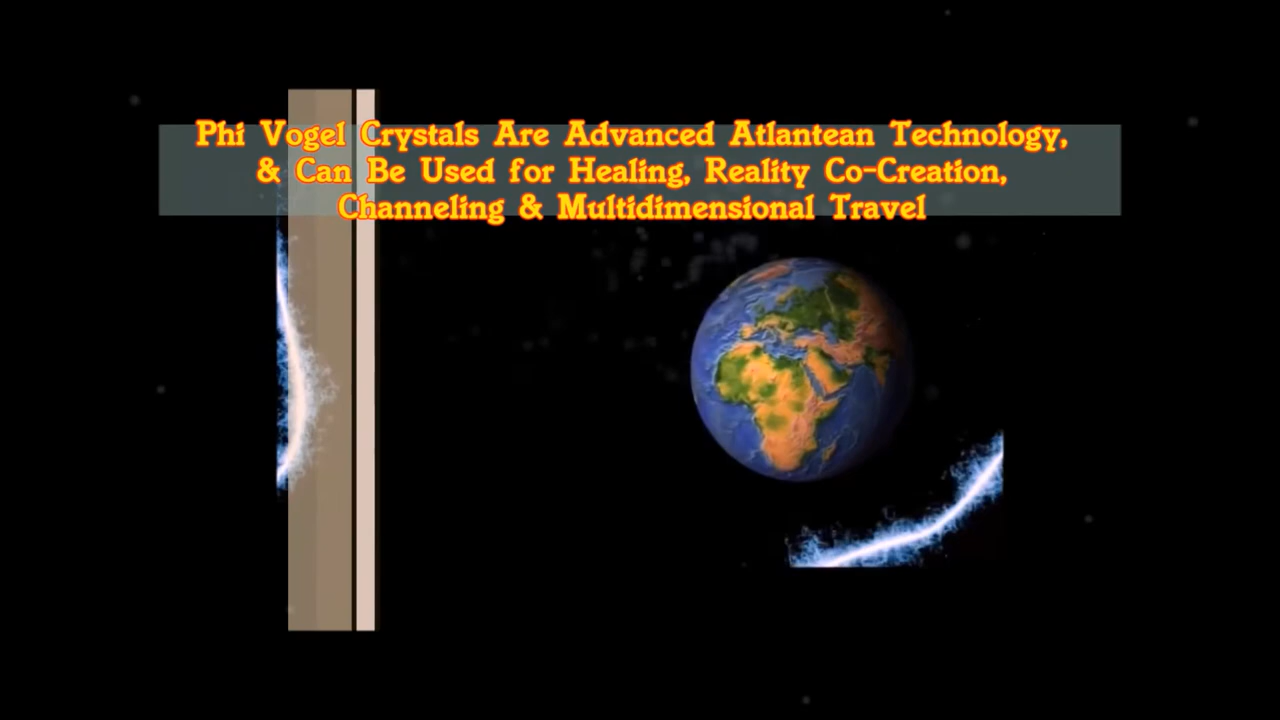 Phi Vogel Crystals Are Advanced Atlantean Technology,
& Can Be Used for Healing, Reality Co-Creation,
Channeling & Multidimensional Travel